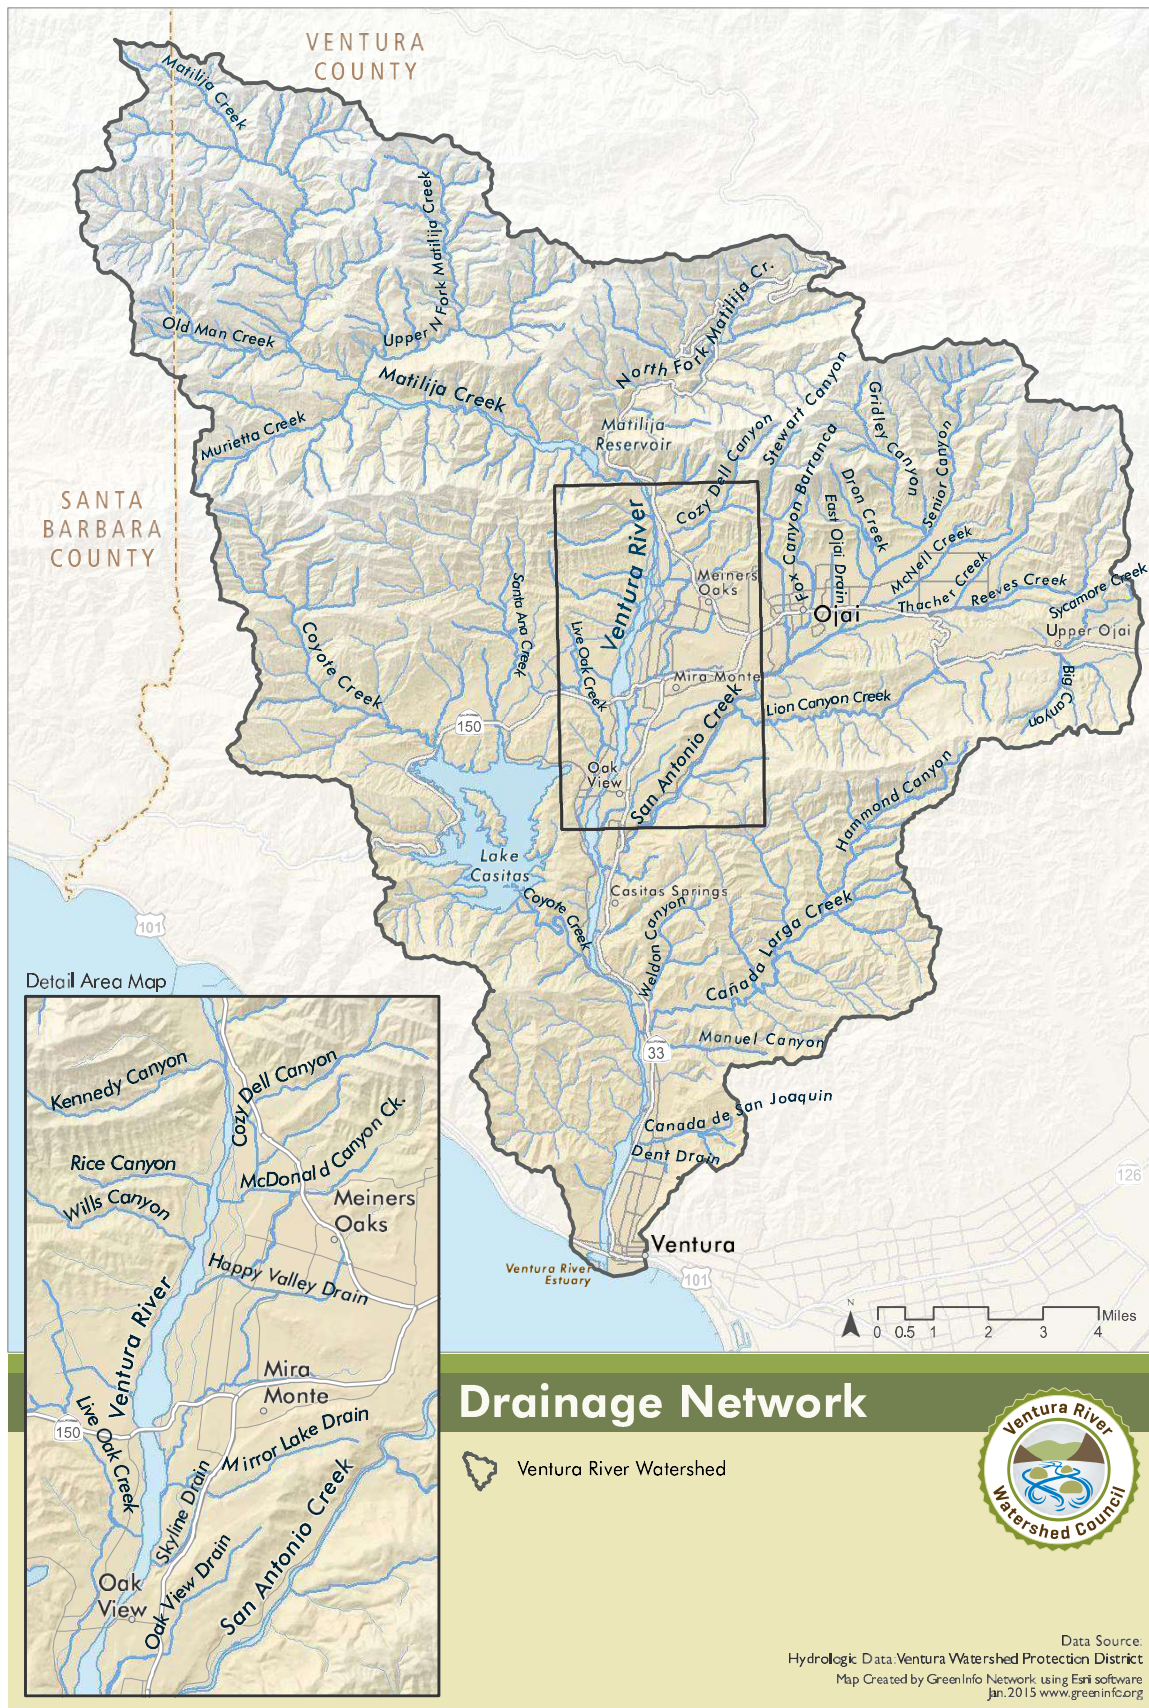 VENTURA
COUNTY
Matilija Creek
Upper N Fork Matilija Creek
Old Man Creek
North Fork Matilija Cr.
Matilija Creek
Murietta Creek
Matilija
Reservoir
Cozy Dell Canyon
Stewart Canyon
Gridley Canyon
Senior Canyon
Fox Canyon Barranca
Dron Creek
East Ojai Drain
SANTA
BARBARA
COUNTY
Ventura River
McNeill Creek
Thacher Creek
Reeves Creek
Sycamore Creek
Meiners
Oaks
Ojai
Upper Ojai
Santa Ana Creek
Live Oak Creek
Coyote Creek
Mira Monte
Lion Canyon Creek
Big Canyon
150
San Antonio Creek
Oak
View
Hammond Canyon
Lake
Casitas
Casitas Springs
Coyote Creek
Weldon Canyon
Cañada Larga Creek
101
Manuel Canyon
33
Canada de San Joaquin
Dent Drain
126
Ventura
Ventura River
Estuary
101
N
0 0.5 1 2 3 4 Miles
Detail Area Map
Kennedy Canyon
Cozy Dell Canyon
Rice Canyon
McDonald Canyon Ck.
Wills Canyon
Meiners
Oaks
Happy Valley Drain
Ventura River
Mira
Monte
150
Live Oak Creek
Mirror Lake Drain
Skyline Drain
San Antonio Creek
Oak
View
Oak View Drain
Drainage Network
Ventura River Watershed
Ventura River
Watershed Council
Data Source:
Hydrologic Data:Ventura Watershed Protection District
Map Created by GreenInfo Network using Esri software
Jan.2015 www.greeninfo.org